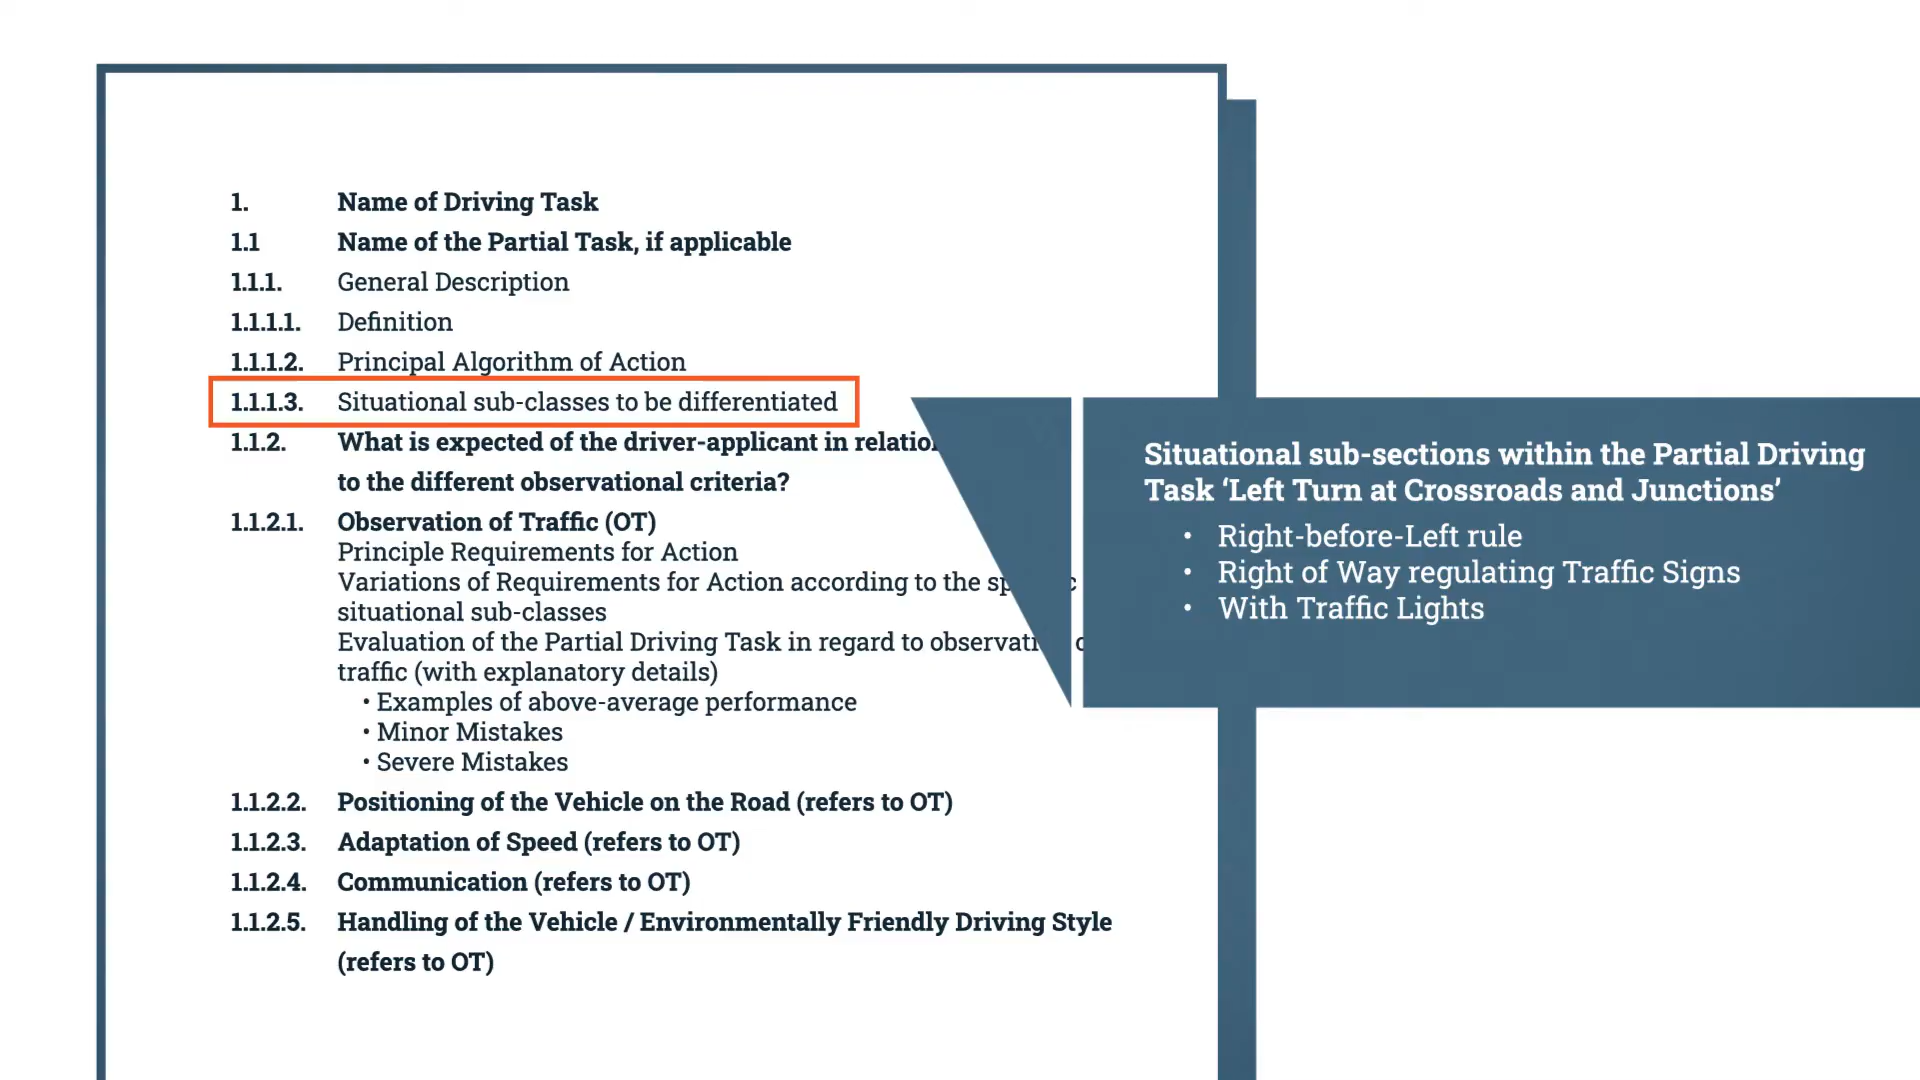 1. Name of Driving Task
1.1 Name of the Partial Task, if applicable
1.1.1. General Description
1.1.1.1. Definition
1.1.1.2. Principal Algorithm of Action
1.1.1.3. Situational sub-classes to be differentiated
1.1.2. What is expected of the driver-applicant in
to the different observational criteria?
1.1.2.1. Observation of Traffic (OT)
Principle Requirements for Action
Variations of Requirements for Action according to the
situational sub-classes
Evaluation of the Partial Driving Task in regard to
traffic (with explanatory details)
• Examples of above-average performance
• Minor Mistakes
• Severe Mistakes
1.1.2.2. Positioning of the Vehicle on the Road (refers to OT)
1.1.2.3. Adaptation of Speed (refers to OT)
1.1.2.4. Communication (refers to OT)
1.1.2.5. Handling of the Vehicle / Environmentally Friendly Driving Style
(refers to OT)
Situational sub-sections within the Partial Driving
Task ‘Left Turn at Crossroads and Junctions’
• Right-before-Left rule
• Right of Way regulating Traffic Signs
• With Traffic Lights